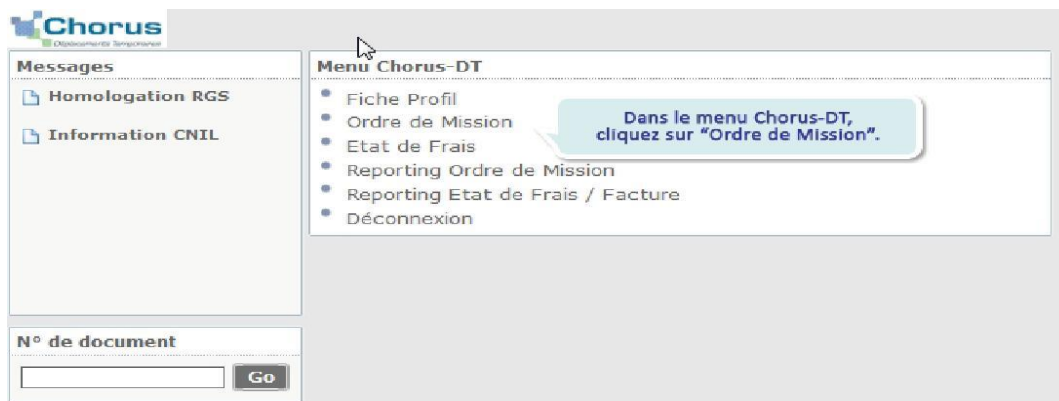 Chorus
Déplacements Temporaires
Messages
Homologation RGS
Information CNIL
Menu Chorus-DT
Fiche Profil
Ordre de Mission
Etat de Frais
Reporting Ordre de Mission
Reporting Etat de Frais / Facture
Déconnexion
Dans le menu Chorus-DT,
cliquez sur "Ordre de Mission".
N° de document
Go